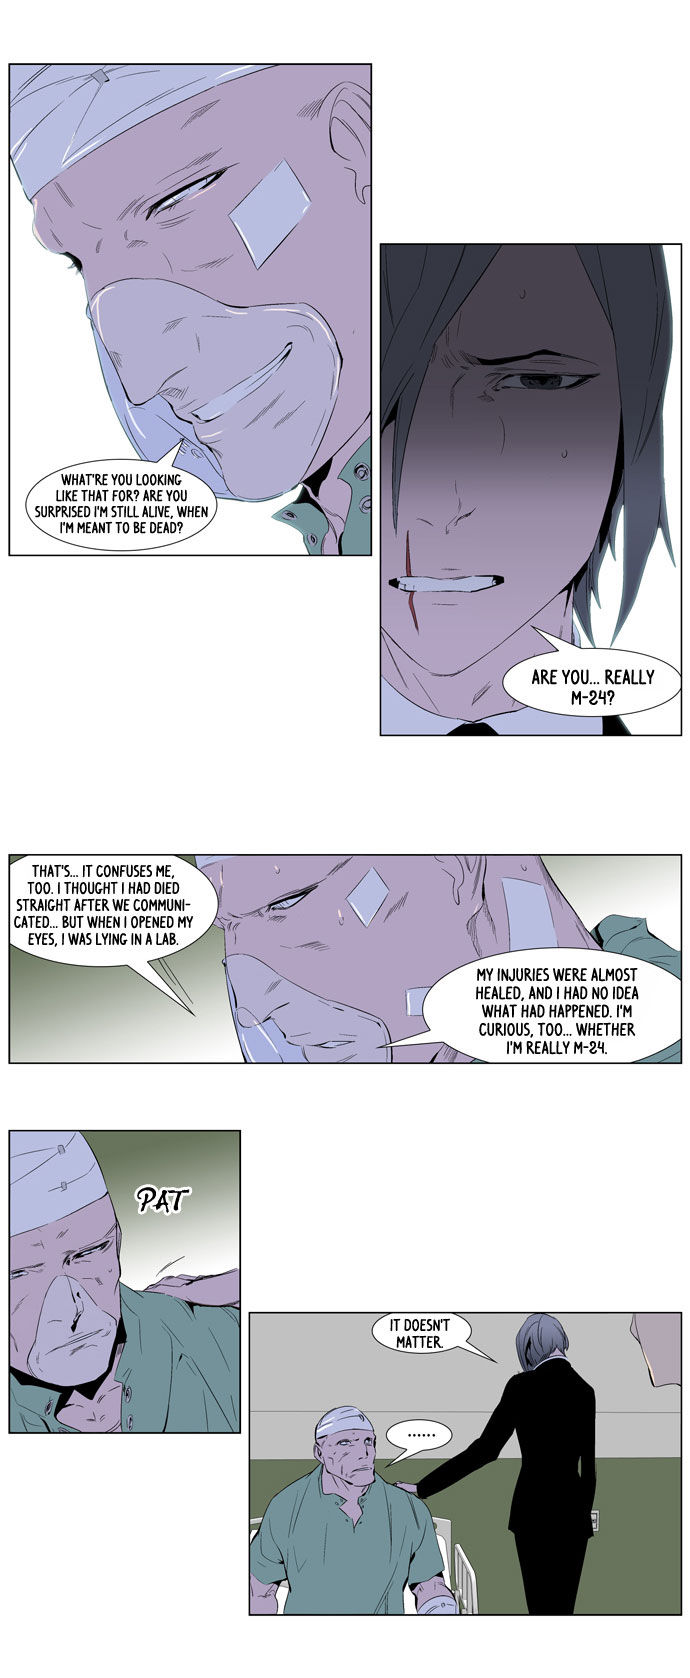 WHAT'RE YOU LOOKING
LIKE THAT FOR? ARE YOU
SURPRISED I'M STILL ALIVE, WHEN
I'M MEANT TO BE DEAD?
ARE YOU... REALLY
M-24?
THAT'S... IT CONFUSES ME,
TOO. I THOUGHT I HAD DIED
STRAIGHT AFTER WE COMMUNI-
CATED... BUT WHEN I OPENED MY
EYES, I WAS LYING IN A LAB.
MY INJURIES WERE ALMOST
HEALED, AND I HAD NO IDEA
WHAT HAD HAPPENED. I'M
CURIOUS, TOO... WHETHER
I'M REALLY M-24.
PAT
IT DOESN'T
MATTER.
......